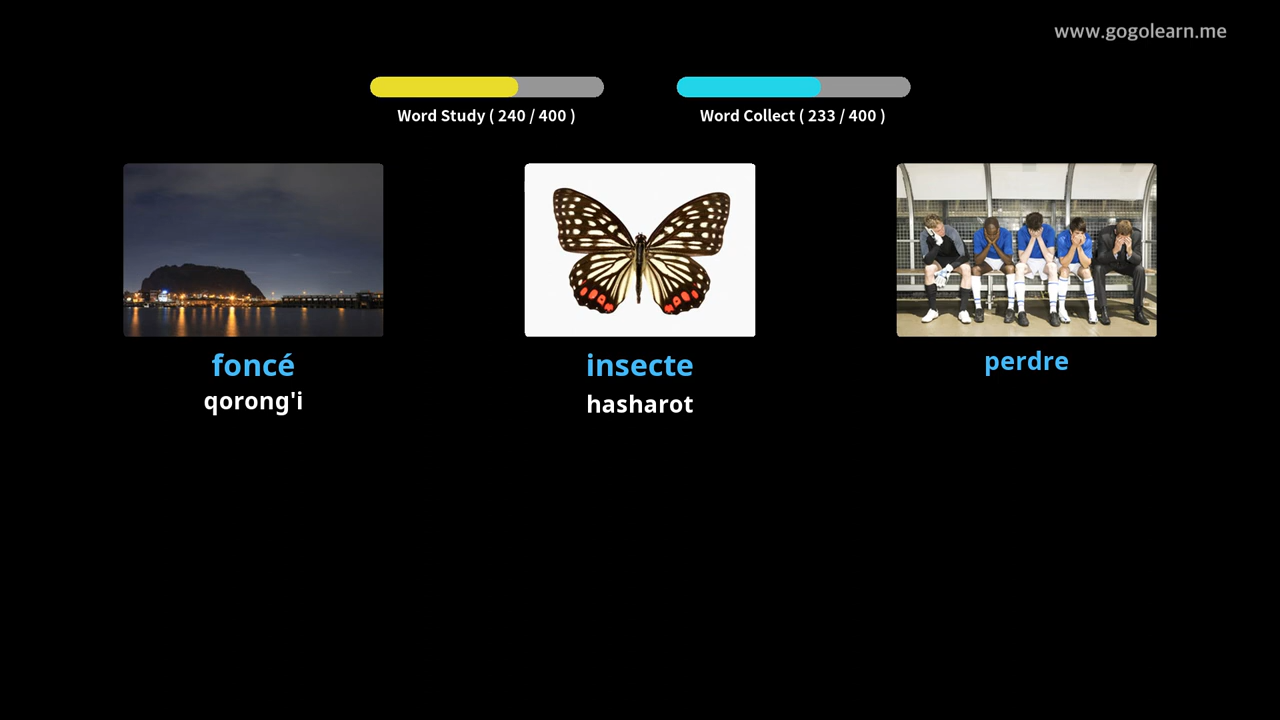 www.gogolearn.me
Word Study ( 240 / 400 )
Word Collect ( 233 / 400 )
foncé
qorong'i
insecte
hasharot
perdre